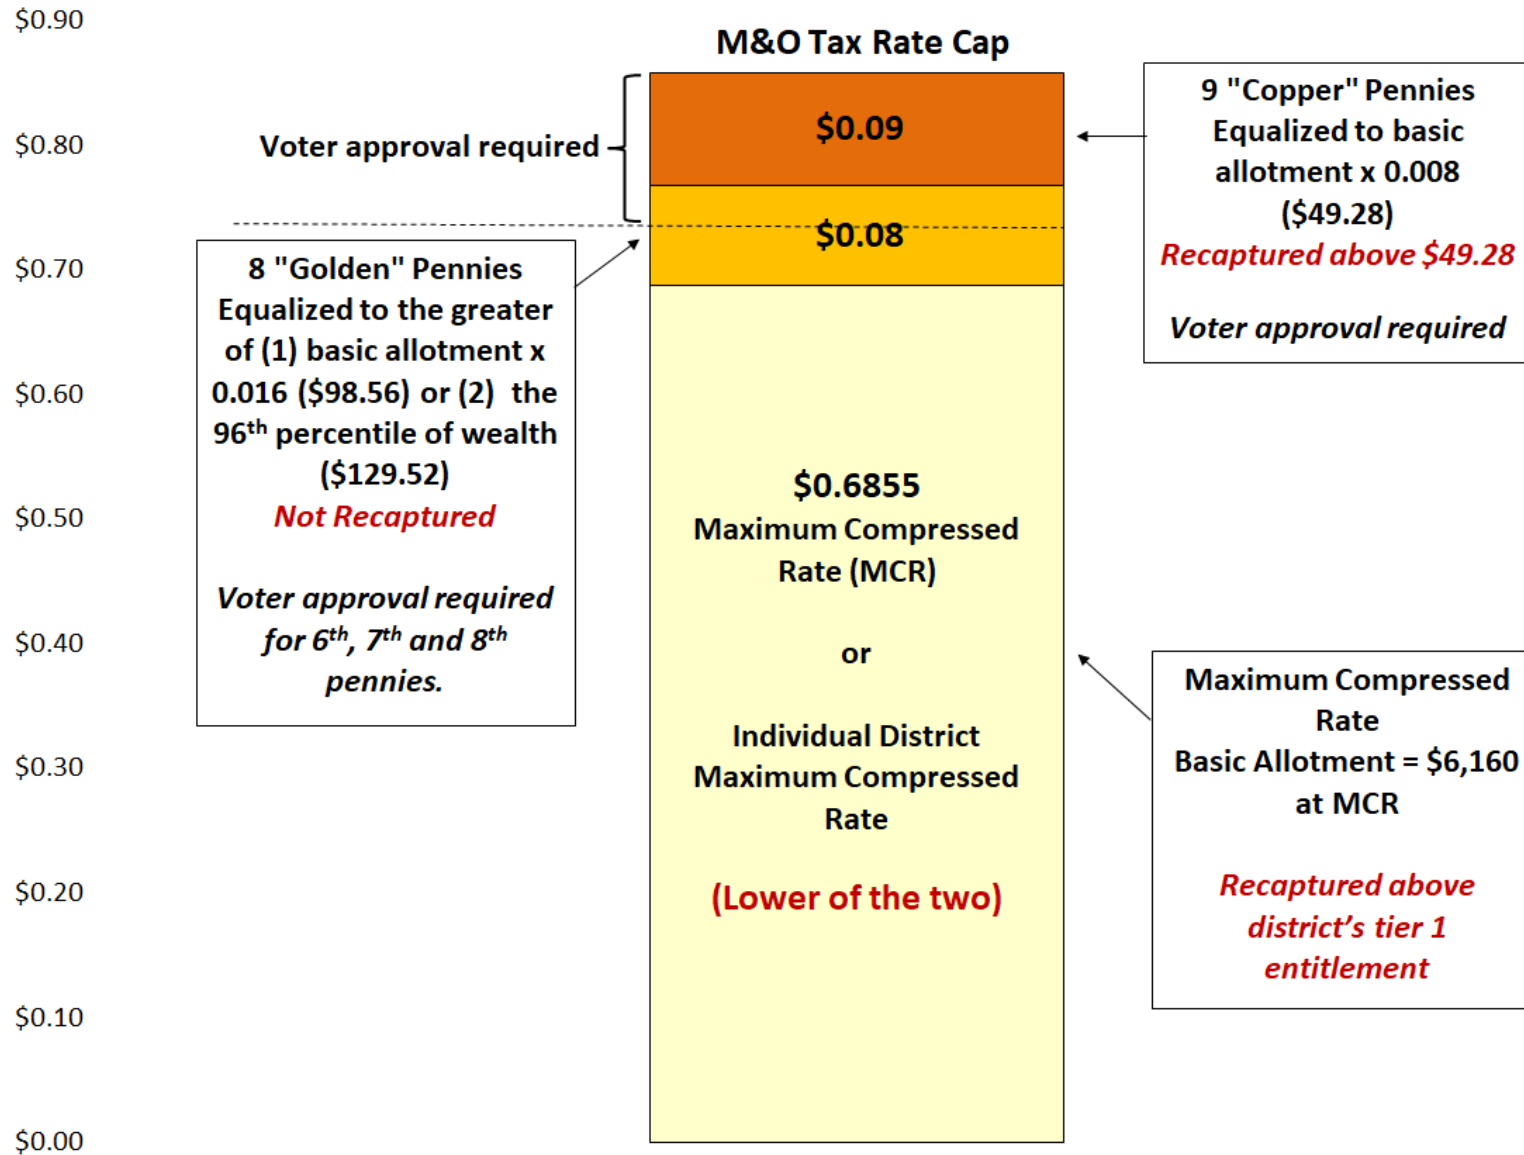 M&O Tax Rate Cap
$0.90
$0.80
$0.70
$0.60
$0.50
$0.40
$0.30
$0.20
$0.10
$0.00
Voter approval required
8 "Golden" Pennies
Equalized to the greater
of (1) basic allotment x
0.016 ($98.56) or (2) the
96th percentile of wealth
($129.52)
Not Recaptured
Voter approval required
for 6th, 7th and 8th
pennies.
$0.09
$0.08
$0.6855
Maximum Compressed
Rate (MCR)
or
Individual District
Maximum Compressed
Rate
(Lower of the two)
9 "Copper" Pennies
Equalized to basic
allotment x 0.008
($49.28)
Recaptured above $49.28
Voter approval required
Maximum Compressed
Rate
Basic Allotment = $6,160
at MCR
Recaptured above
district’s tier 1
entitlement